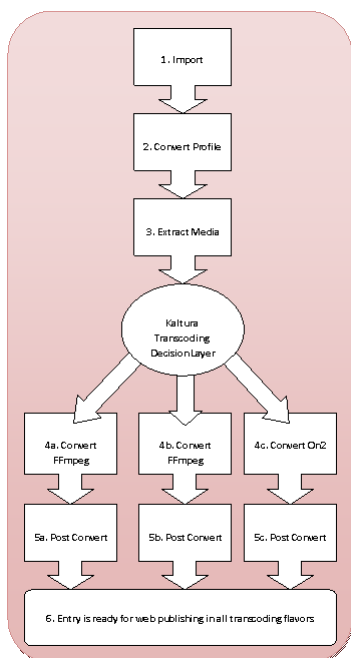 1. Import
2. Convert Profile
3. Extract Media
Kaltura
Transcoding
Decision Layer
4a. Convert
FFmpeg
4b. Convert
FFmpeg
4c. Convert On2
5a. Post Convert
5b. Post Convert
5c. Post Convert
6. Entry is ready for web publishing in all transcoding flavors